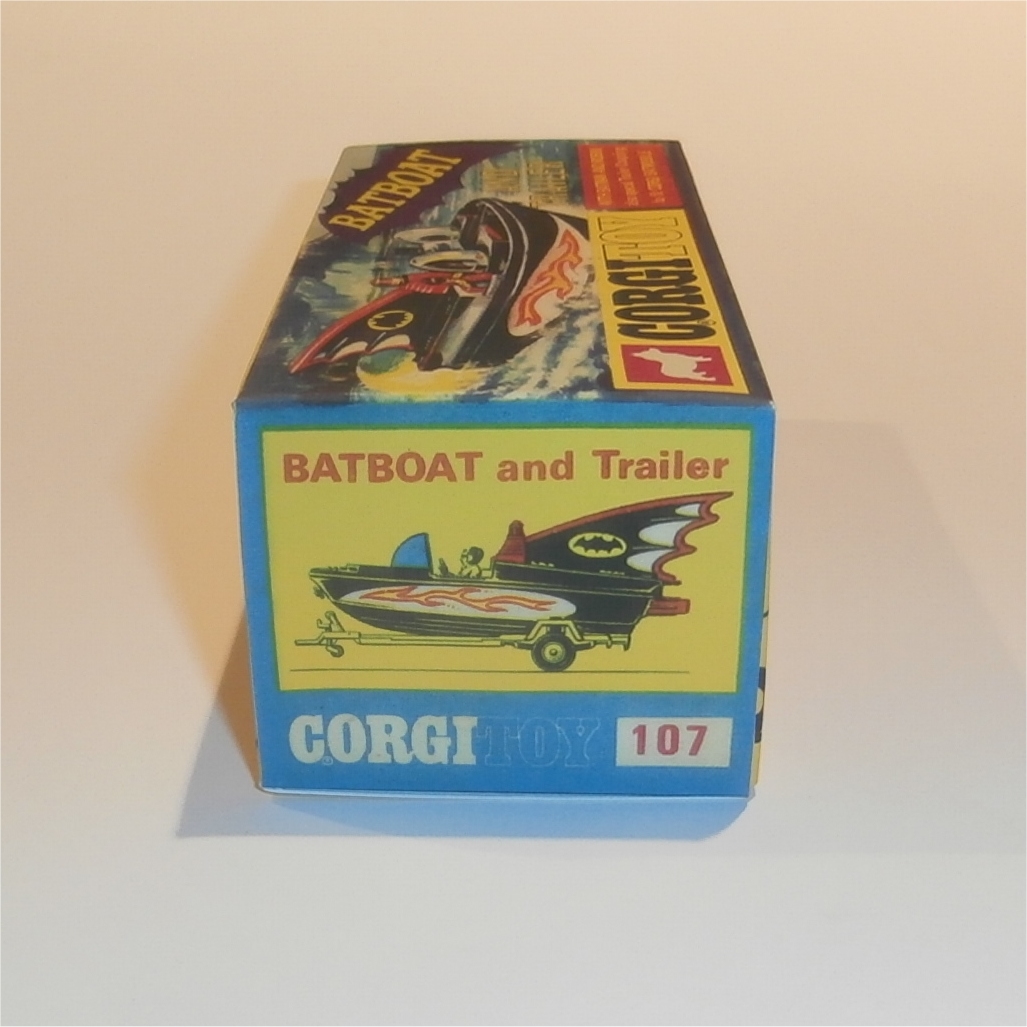 BATBOAT
CORGI TOY
BATBOAT and Trailer
CORGI TOY 107